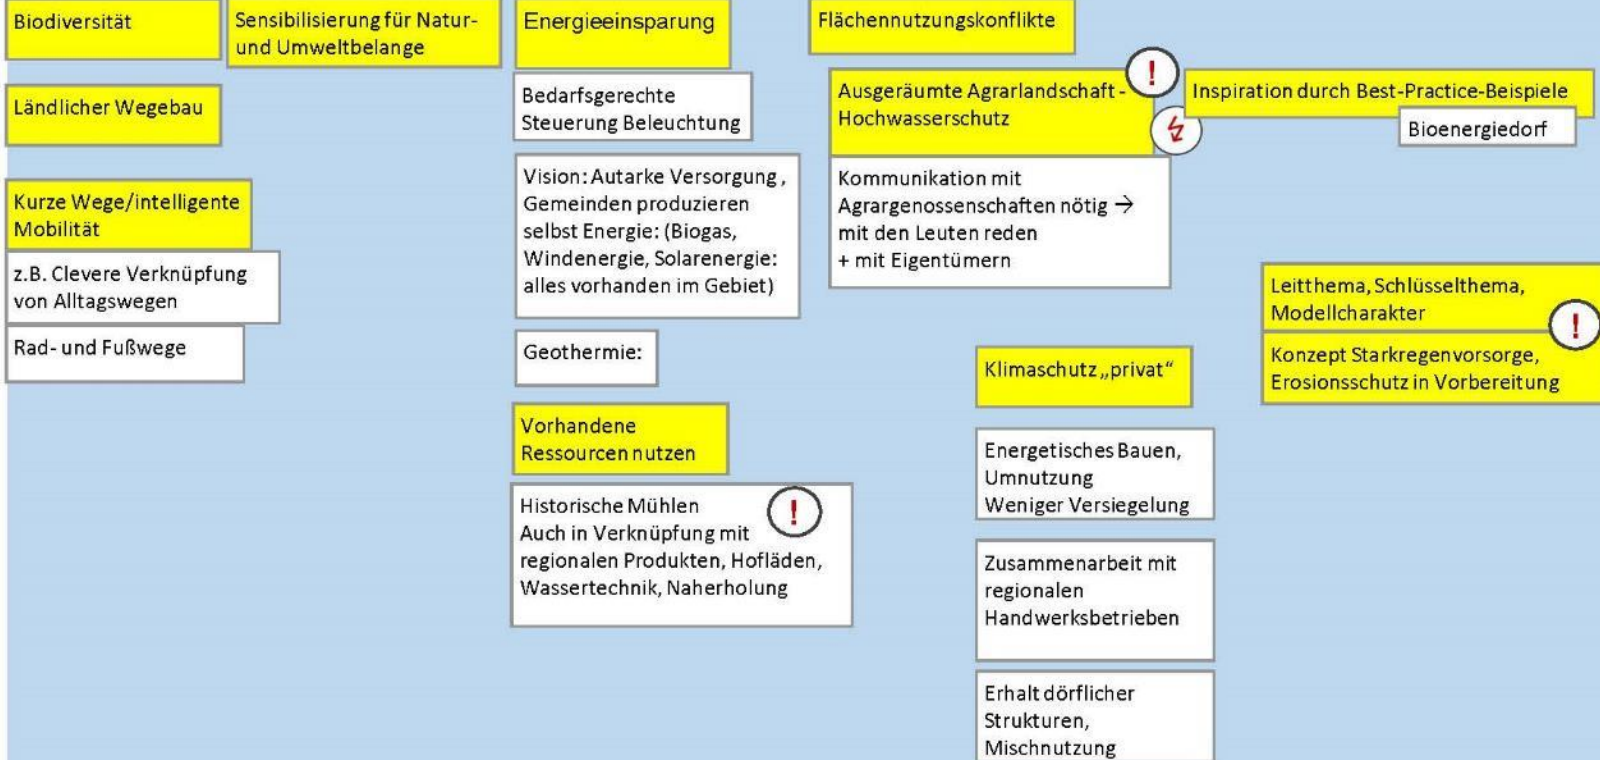 Biodiversität
Sensibilisierung für Natur-
und Umweltbelange
Ländlicher Wegebau
Kurze Wege/intelligente
Mobilität
z.B. Clevere Verknüpfung
von Alltagswegen
Rad- und Fußwege
Energieeinsparung
Bedarfsgerechte
Steuerung Beleuchtung
Vision: Autarke Versorgung ,
Gemeinden produzieren
selbst Energie: (Biogas,
Windenergie, Solarenergie:
alles vorhanden im Gebiet)
Geothermie:
Vorhandene
Ressourcen nutzen
Historische Mühlen
Auch in Verknüpfung mit
regionalen Produkten, Hofläden,
Wassertechnik, Naherholung
!
Flächennutzungskonflikte
Ausgeräumte Agrarlandschaft -
Hochwasserschutz
!
Kommunikation mit
Agrargenossenschaften nötig →
mit den Leuten reden
+ mit Eigentümern
Inspiration durch Best-Practice-Beispiele
Bioenergiedorf
Klimaschutz „privat“
Energetisches Bauen,
Umnutzung
Weniger Versiegelung
Zusammenarbeit mit
regionalen
Handwerksbetrieben
Erhalt dörflicher
Strukturen,
Mischnutzung
Leitthema, Schlüsselthema,
Modellcharakter
!
Konzept Starkregenvorsorge,
Erosionsschutz in Vorbereitung